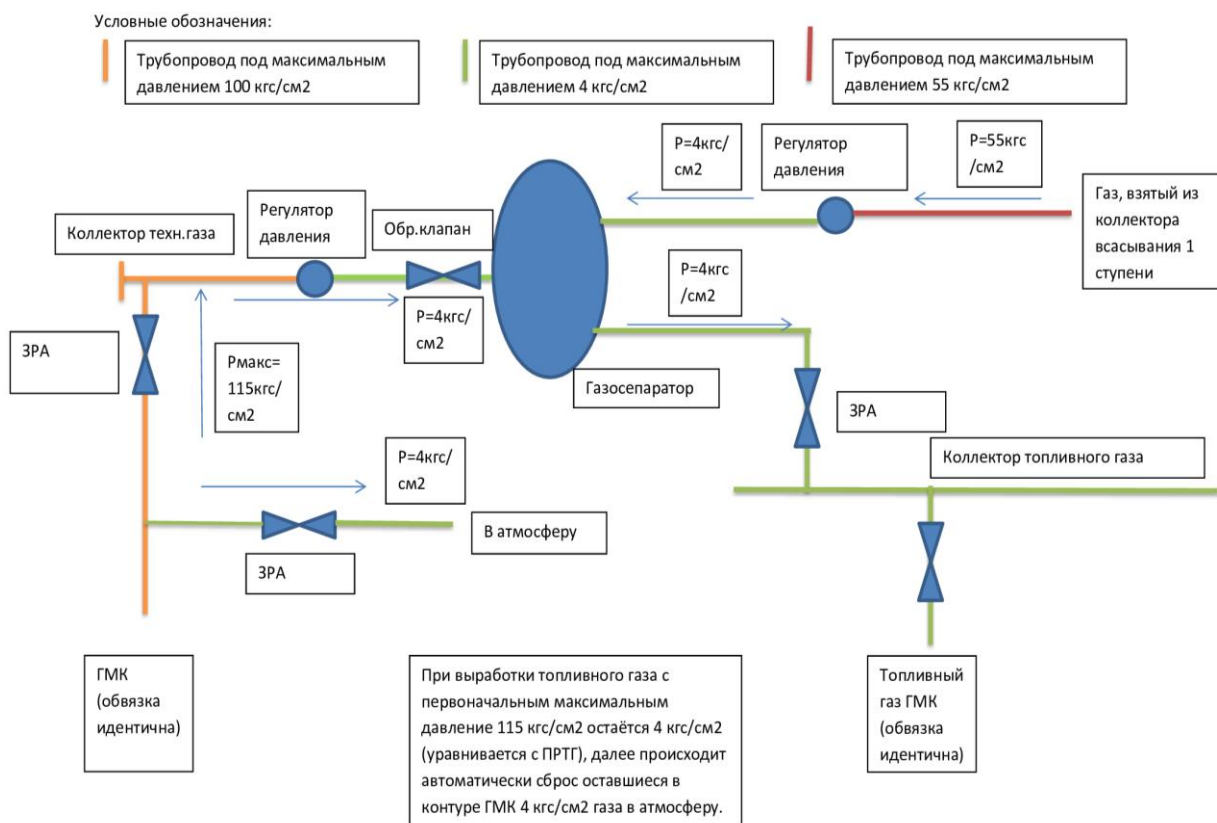 Условные обозначения:
Трубопровод под максимальным
давлением 100 кгс/см2
Трубопровод под максимальным
давлением 4 кгс/см2
Трубопровод под максимальным
давлением 55 кгс/см2
P=4кгс/
см2
Регулятор
давления
P=55кгс
/см2
Коллектор техн.газа
Регулятор
давления
Обр.клапан
Газ, взятый из
коллектора
всасывания 1
ступени
P=4кгс
/см2
P=4кгс/
см2
ЗРА
Pмакс=
115кгс/
см2
Газосепаратор
ЗРА
Коллектор топливного газа
P=4кгс/
см2
В атмосферу
ЗРА
ГМК
(обвязка
идентична)
При выработки топливного газа с
первоначальным максимальным
давление 115 кгс/см2 остаётся 4 кгс/см2
(уравнивается с ПРТГ), далее происходит
автоматически сброс оставшиеся в
контуре ГМК 4 кгс/см2 газа в атмосферу.
Топливный
газ ГМК
(обвязка
идентична)